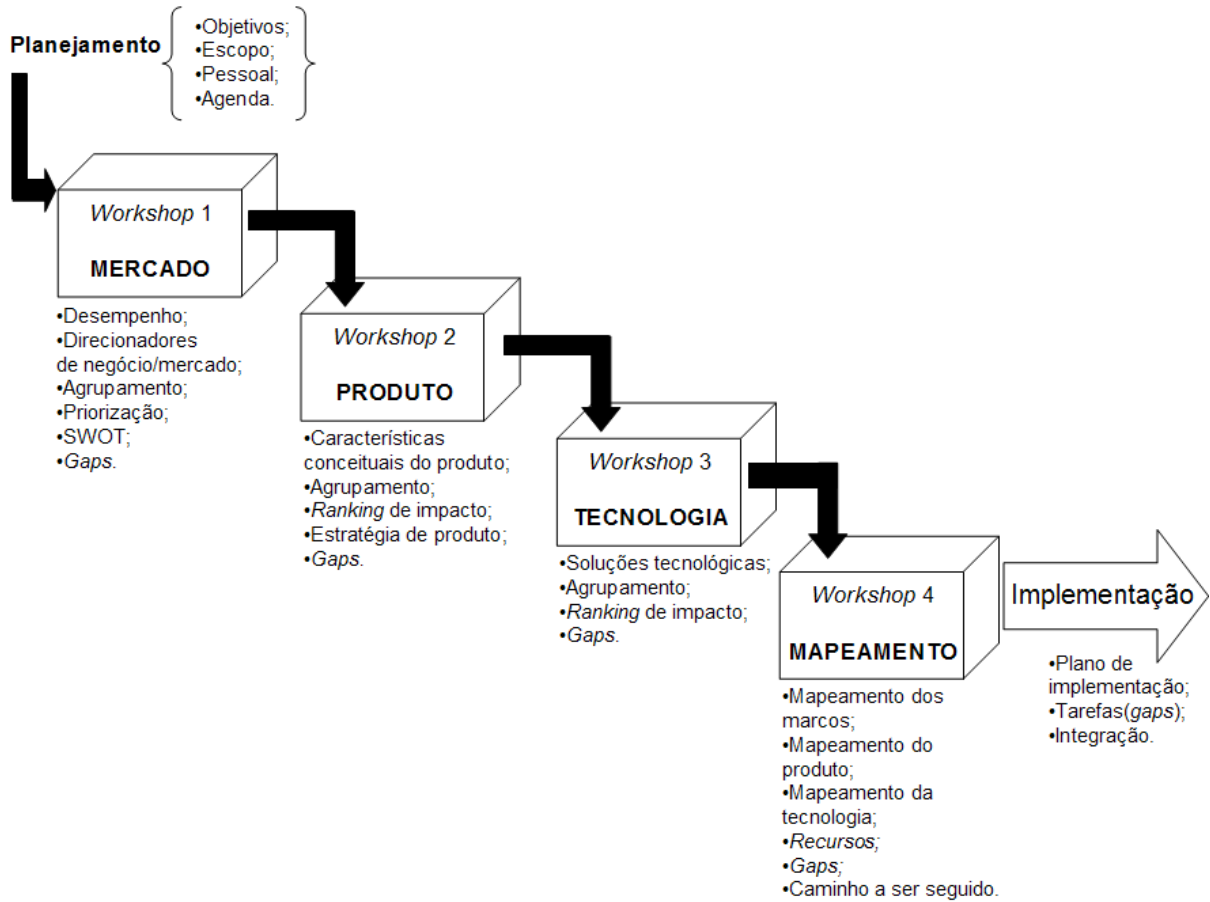 Planejamento
•Objetivos;
•Escopo;
•Pessoal;
•Agenda.
Workshop 1
MERCADO
•Desempenho;
•Direcionadores
de negócio/mercado;
•Agrupamento;
•Priorização;
•SWOT;
•Gaps.
Workshop 2
PRODUTO
•Características
conceituais do produto;
•Agrupamento;
•Ranking de impacto;
•Estratégia de produto;
•Gaps.
Workshop 3
TECNOLOGIA
•Soluções tecnológicas;
•Agrupamento;
•Ranking de impacto;
•Gaps.
Workshop 4
MAPEAMENTO
•Mapeamento dos
marcos;
•Mapeamento do
produto;
•Mapeamento da
tecnologia;
•Recursos;
•Gaps;
•Caminho a ser seguido.
Implementação
•Plano de
implementação;
•Tarefas(gaps);
•Integração.